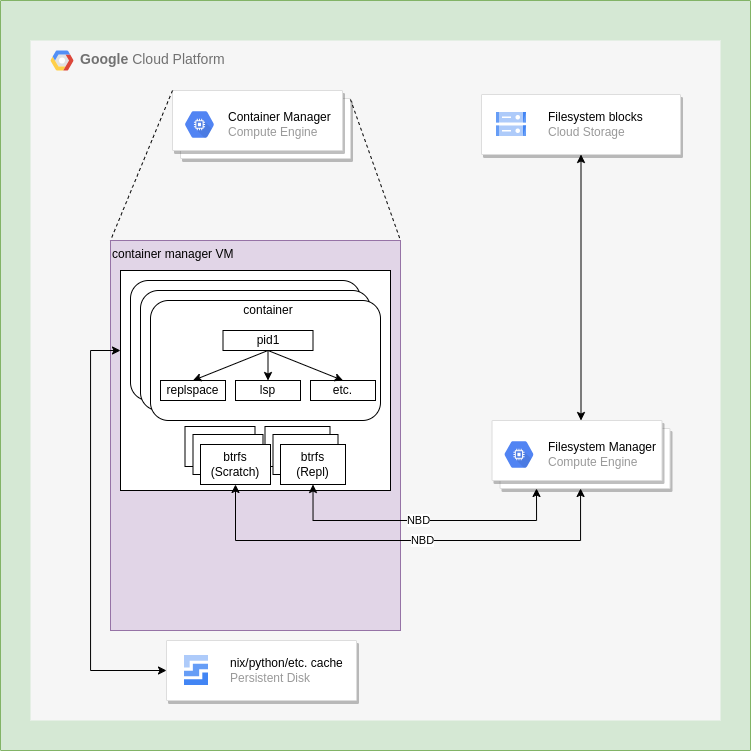 Google Cloud Platform
Container Manager
Compute Engine
Filesystem blocks
Cloud Storage
container manager VM
container
pid1
replspace
lsp
etc.
btrfs
(Scratch)
btrfs
(Repl)
Filesystem Manager
Compute Engine
NBD
NBD
nix/python/etc. cache
Persistent Disk